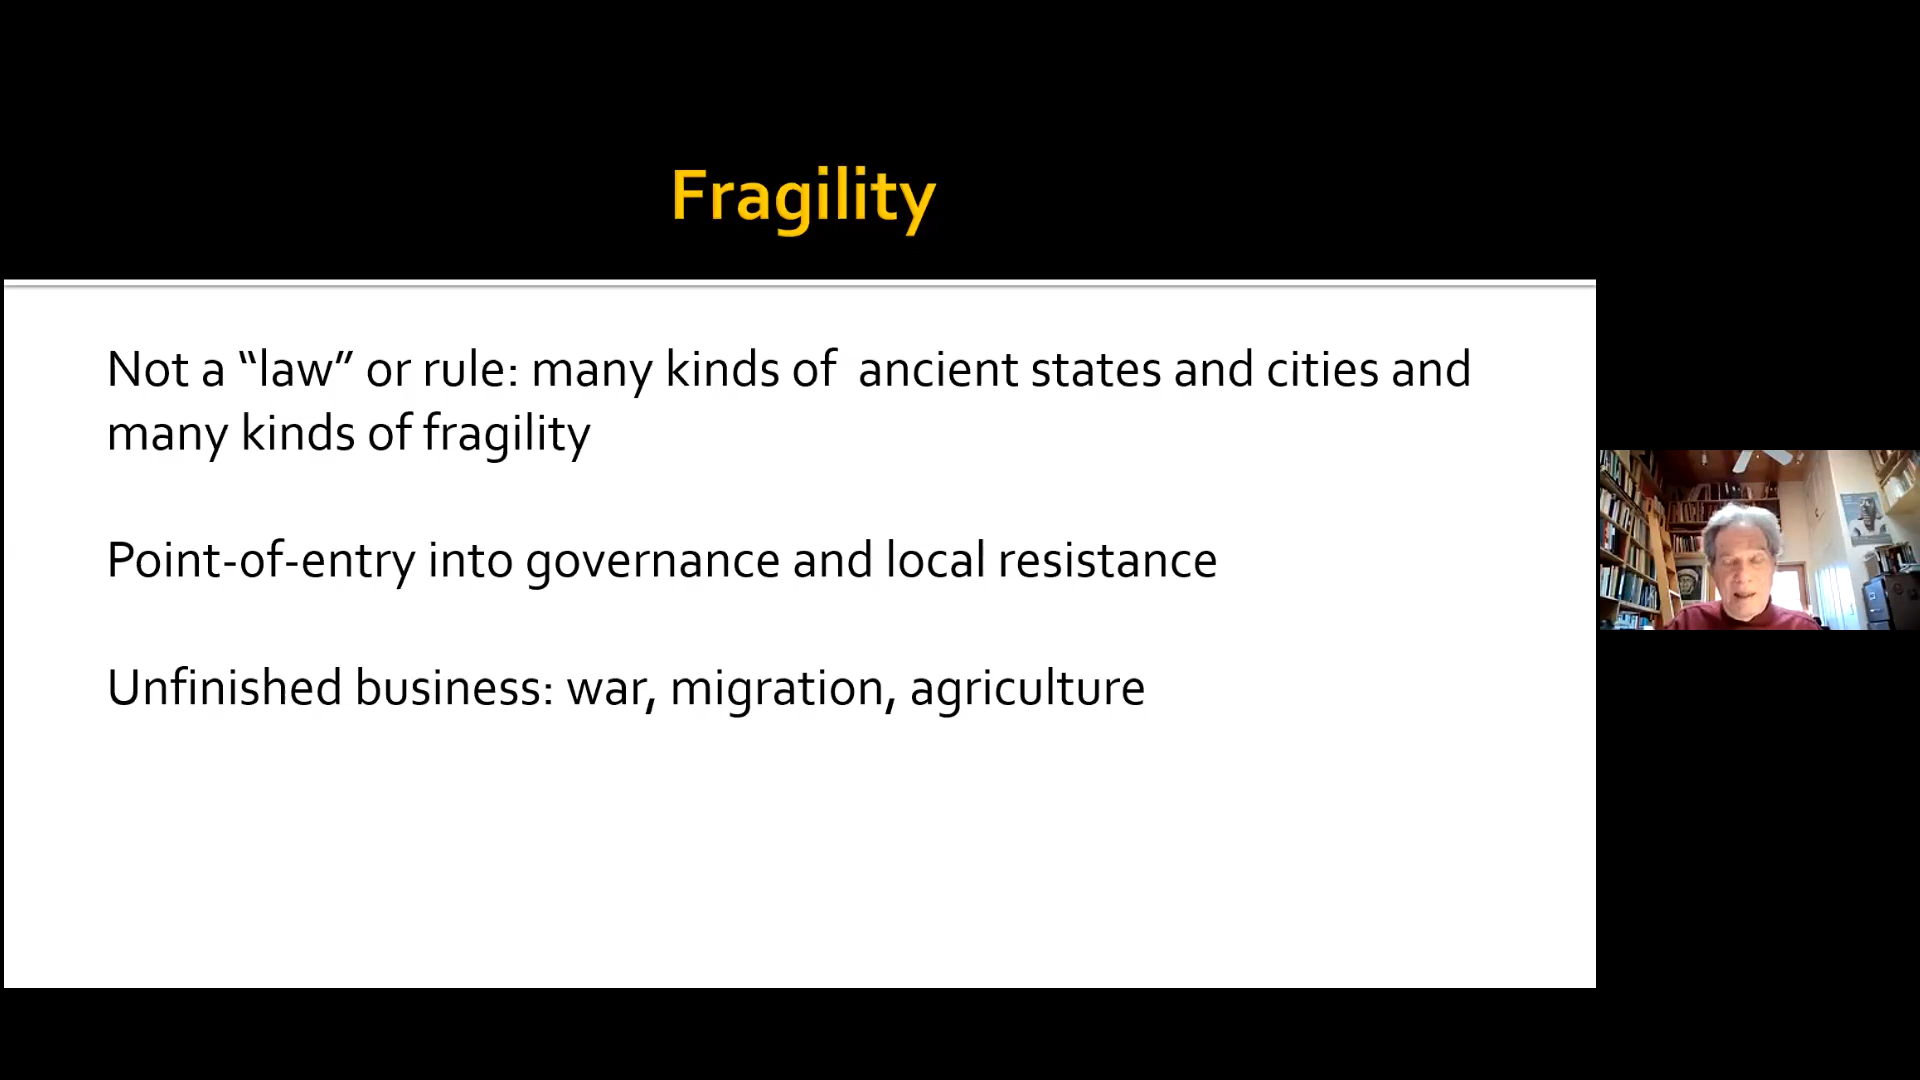 Fragility
Not a “law” or rule: many kinds of  ancient states and cities and
many kinds of fragility
Point-of-entry into governance and local resistance
Unfinished business: war, migration, agriculture